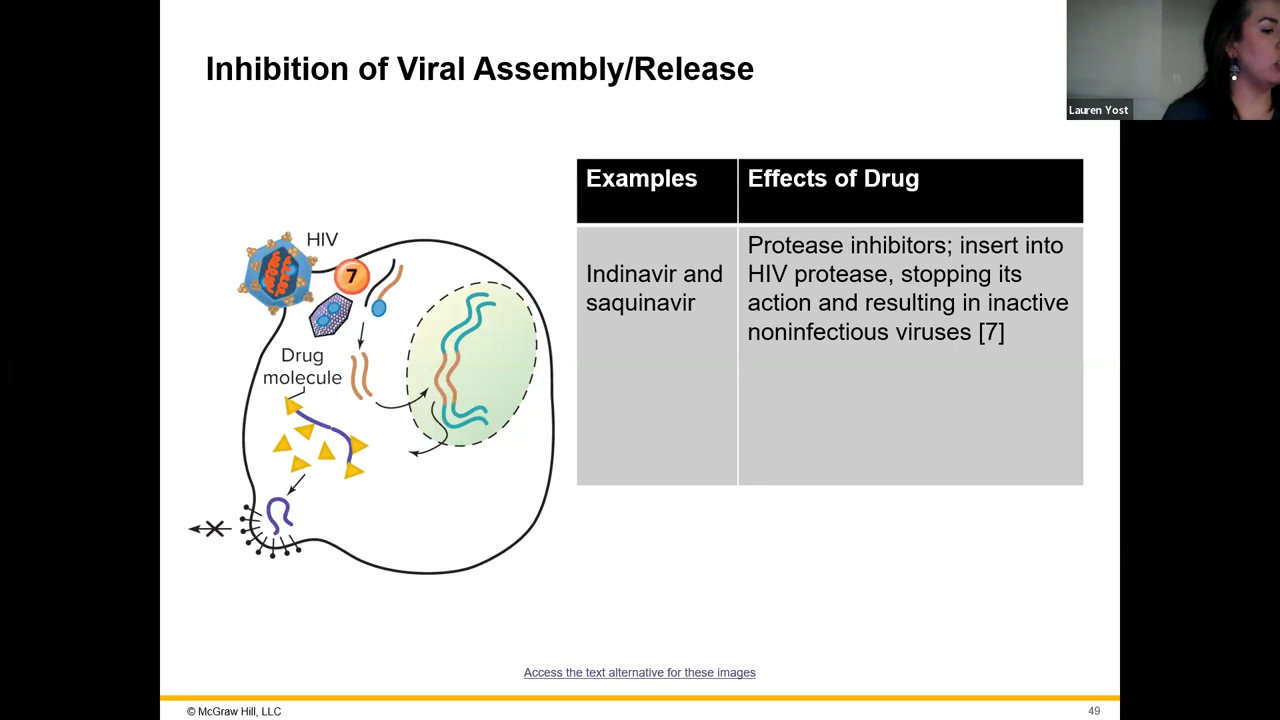 Inhibition of Viral Assembly/Release
Lauren Yost
Examples
Effects of Drug
Indinavir and
saquinavir
Protease inhibitors; insert into
HIV protease, stopping its
action and resulting in inactive
noninfectious viruses [7]
HIV
7
Drug
molecule
Access the text alternative for these images
© McGraw Hill, LLC
49